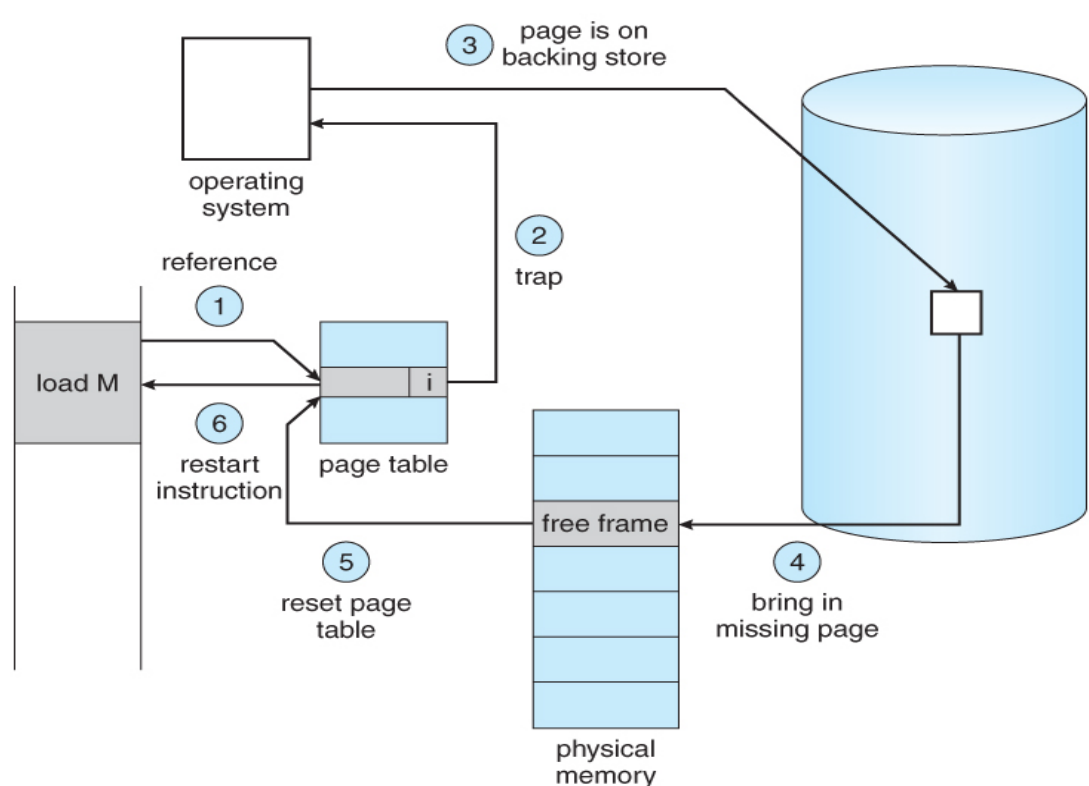 3
page is on
backing store
operating
system
2
trap
reference
1
load M
i
6
restart
instruction
page table
free frame
5
reset page
table
4
bring in
missing page
physical
memory